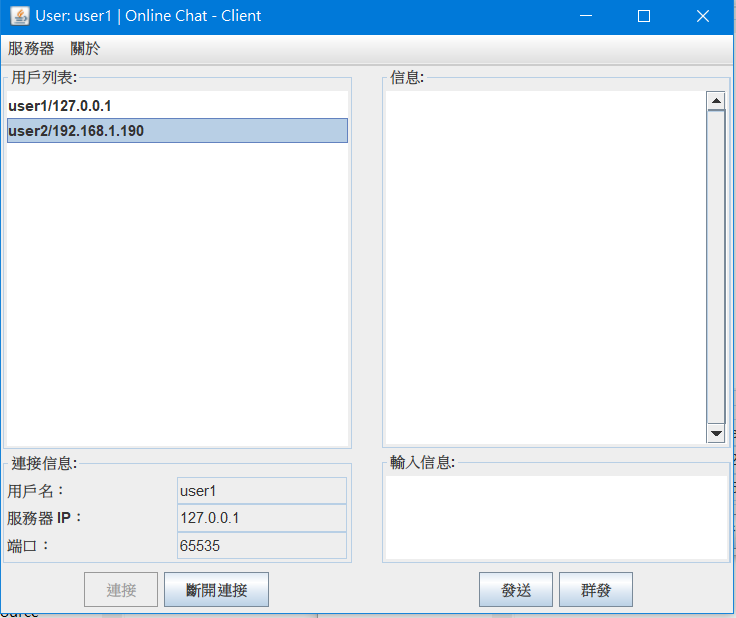 User: user1 | Online Chat - Client
服務器 關於
用戶列表:
user1/127.0.0.1
user2/192.168.1.190
信息:
連接信息:
用戶名：
user1
服務器 IP：
127.0.0.1
端口：
65535
輸入信息:
連接 斷開連接
發送 群發